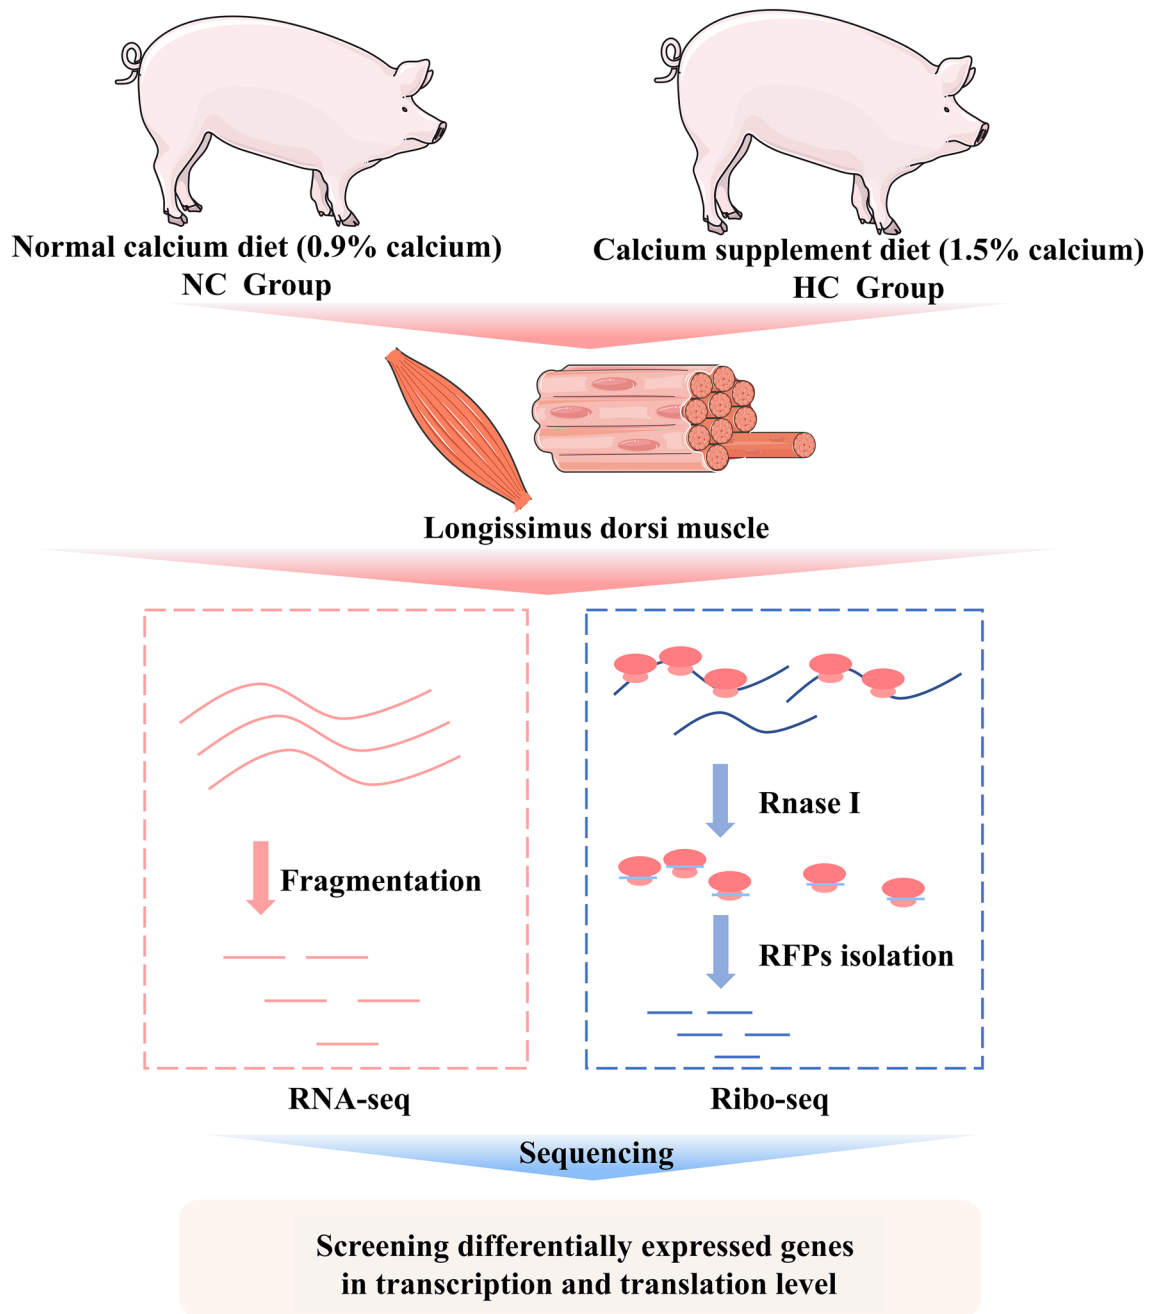 Normal calcium diet (0.9% calcium)
NC Group
Calcium supplement diet (1.5% calcium)
HC Group
Longissimus dorsi muscle
Fragmentation
RNA-seq
Rnase I
RFPs isolation
Ribo-seq
Sequencing
Screening differentially expressed genes
in transcription and translation level